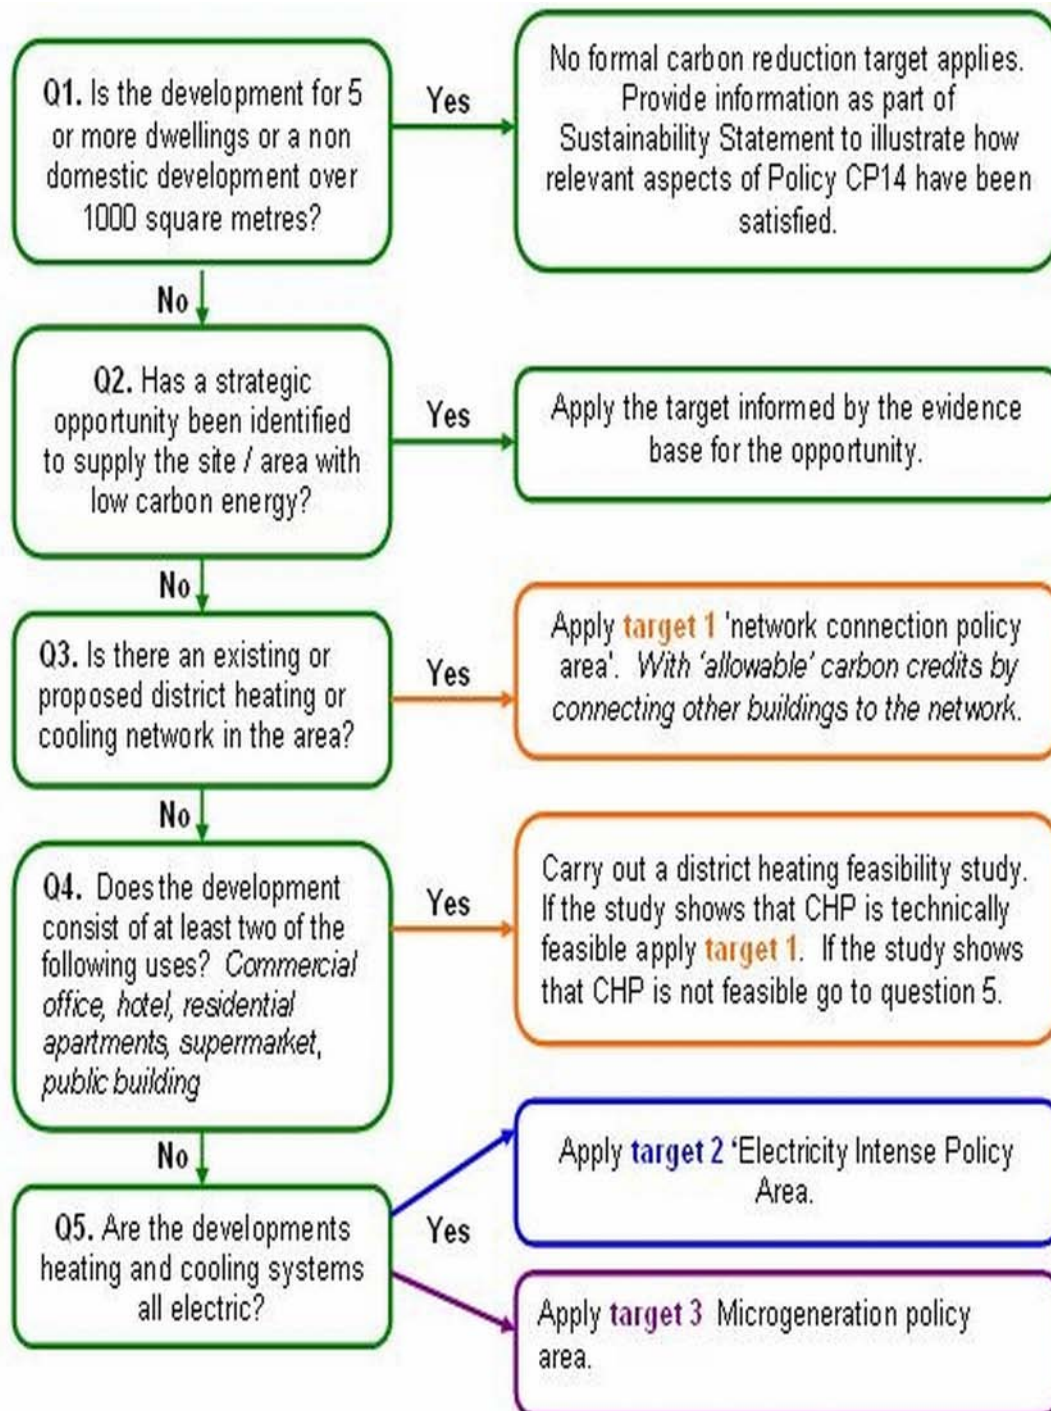 Q1. Is the development for 5
or more dwellings or a non
domestic development over
1000 square metres?
Yes
No formal carbon reduction target applies.
Provide information as part of
Sustainability Statement to illustrate how
relevant aspects of Policy CP14 have been
satisfied.
No
Q2. Has a strategic
opportunity been identified
to supply the site / area with
low carbon energy?
Yes
Apply the target informed by the evidence
base for the opportunity.
No
Q3. Is there an existing or
proposed district heating or
cooling network in the area?
Yes
Apply target 1 'network connection policy
area'. With ‘allowable’ carbon credits by
connecting other buildings to the network.
No
Q4. Does the development
consist of at least two of the
following uses? Commercial
office, hotel, residential
apartments, supermarket,
public building
Yes
Carry out a district heating feasibility study.
If the study shows that CHP is technically
feasible apply target 1. If the study shows
that CHP is not feasible go to question 5.
No
Q5. Are the developments
heating and cooling systems
all electric?
Yes
Apply target 2 ‘Electricity Intense Policy
Area.
Apply target 3 Microgeneration policy
area.